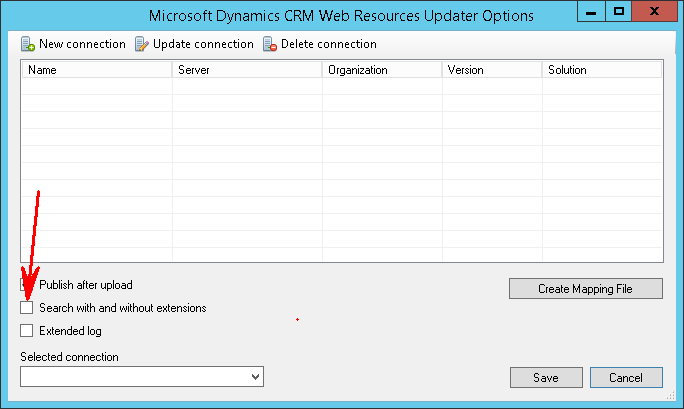 Microsoft Dynamics CRM Web Resources Updater Options
New connection Update connection Delete connection
Name Server Organization Version Solution
Publish after upload
Create Mapping File
Search with and without extensions
Extended log
Selected connection
Save Cancel